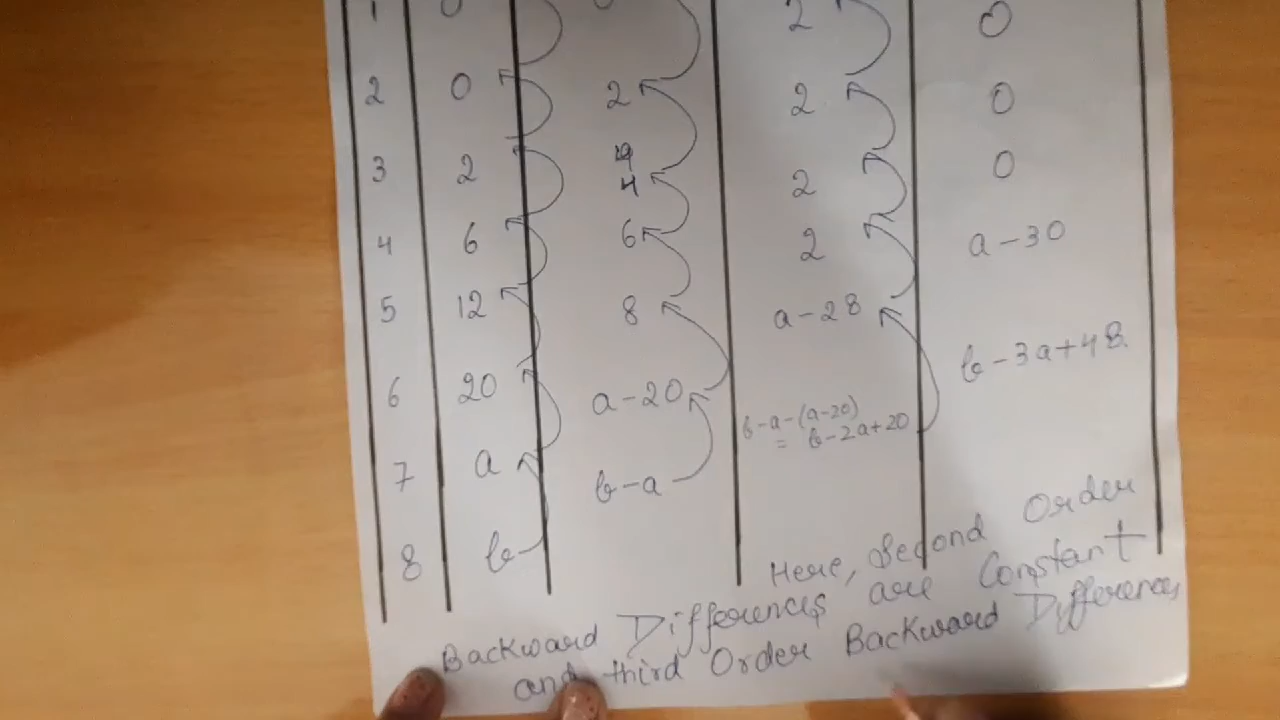 1 0 0 2 0
2 0 2 2 0
3 2 4 2 0
4 6 6 2 a-30
5 12 8 a-28 b-3a+48.
6 20 a-20 b-a-(a-20)
= b-2a+20
7 a b-a
8 b
Here, Second Order
Backward Differences are Constant
and third Order Backward Differences